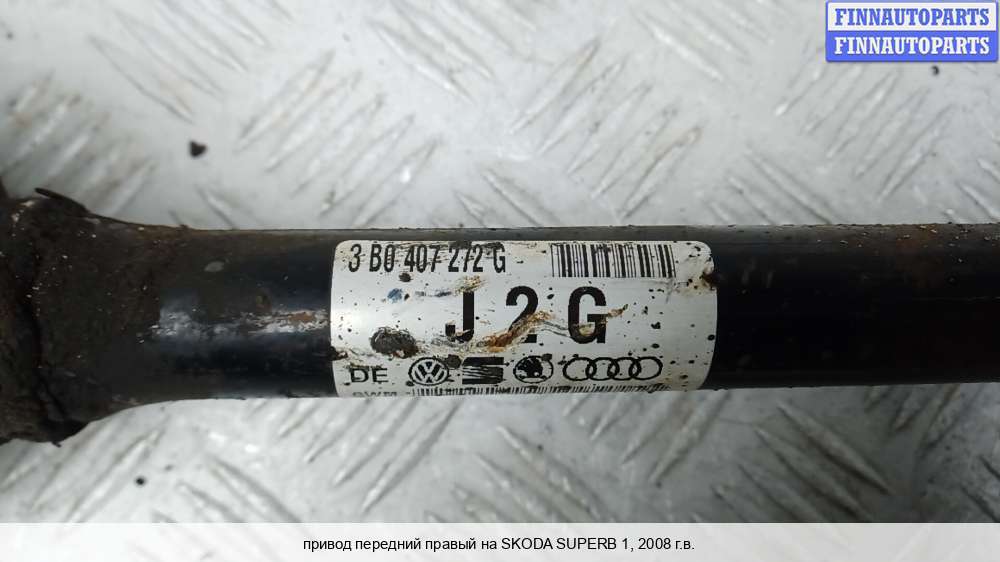 FINNAUTOPARTS
FINNAUTOPARTS
3 B0 407 272 G
J 2 G
DE
привод передний правый на SKODA SUPERB 1, 2008 г.в.